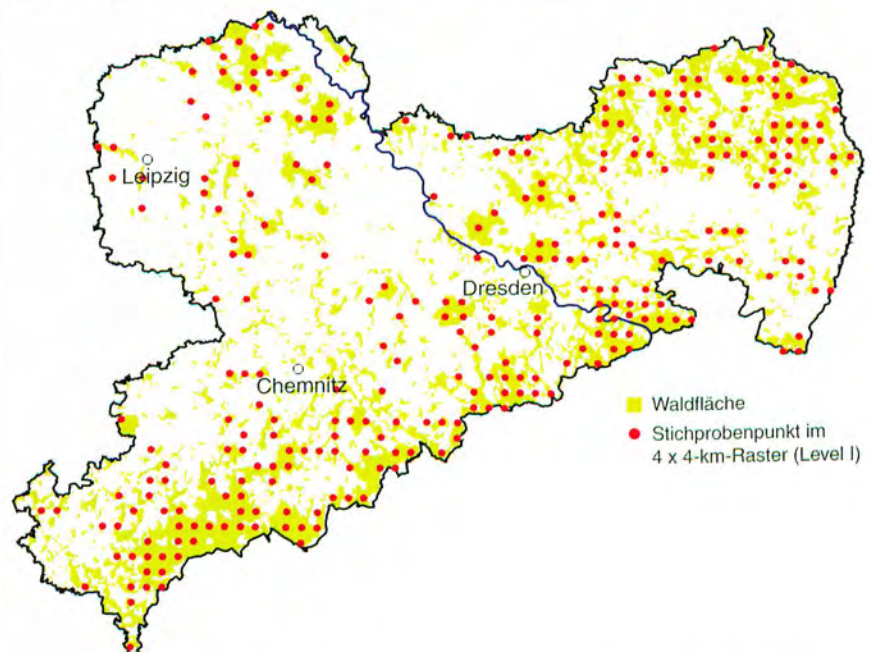 Leipzig
Dresden
Chemnitz
Waldfläche
Stichprobenpunkt im
4 x 4-km-Raster (Level I)